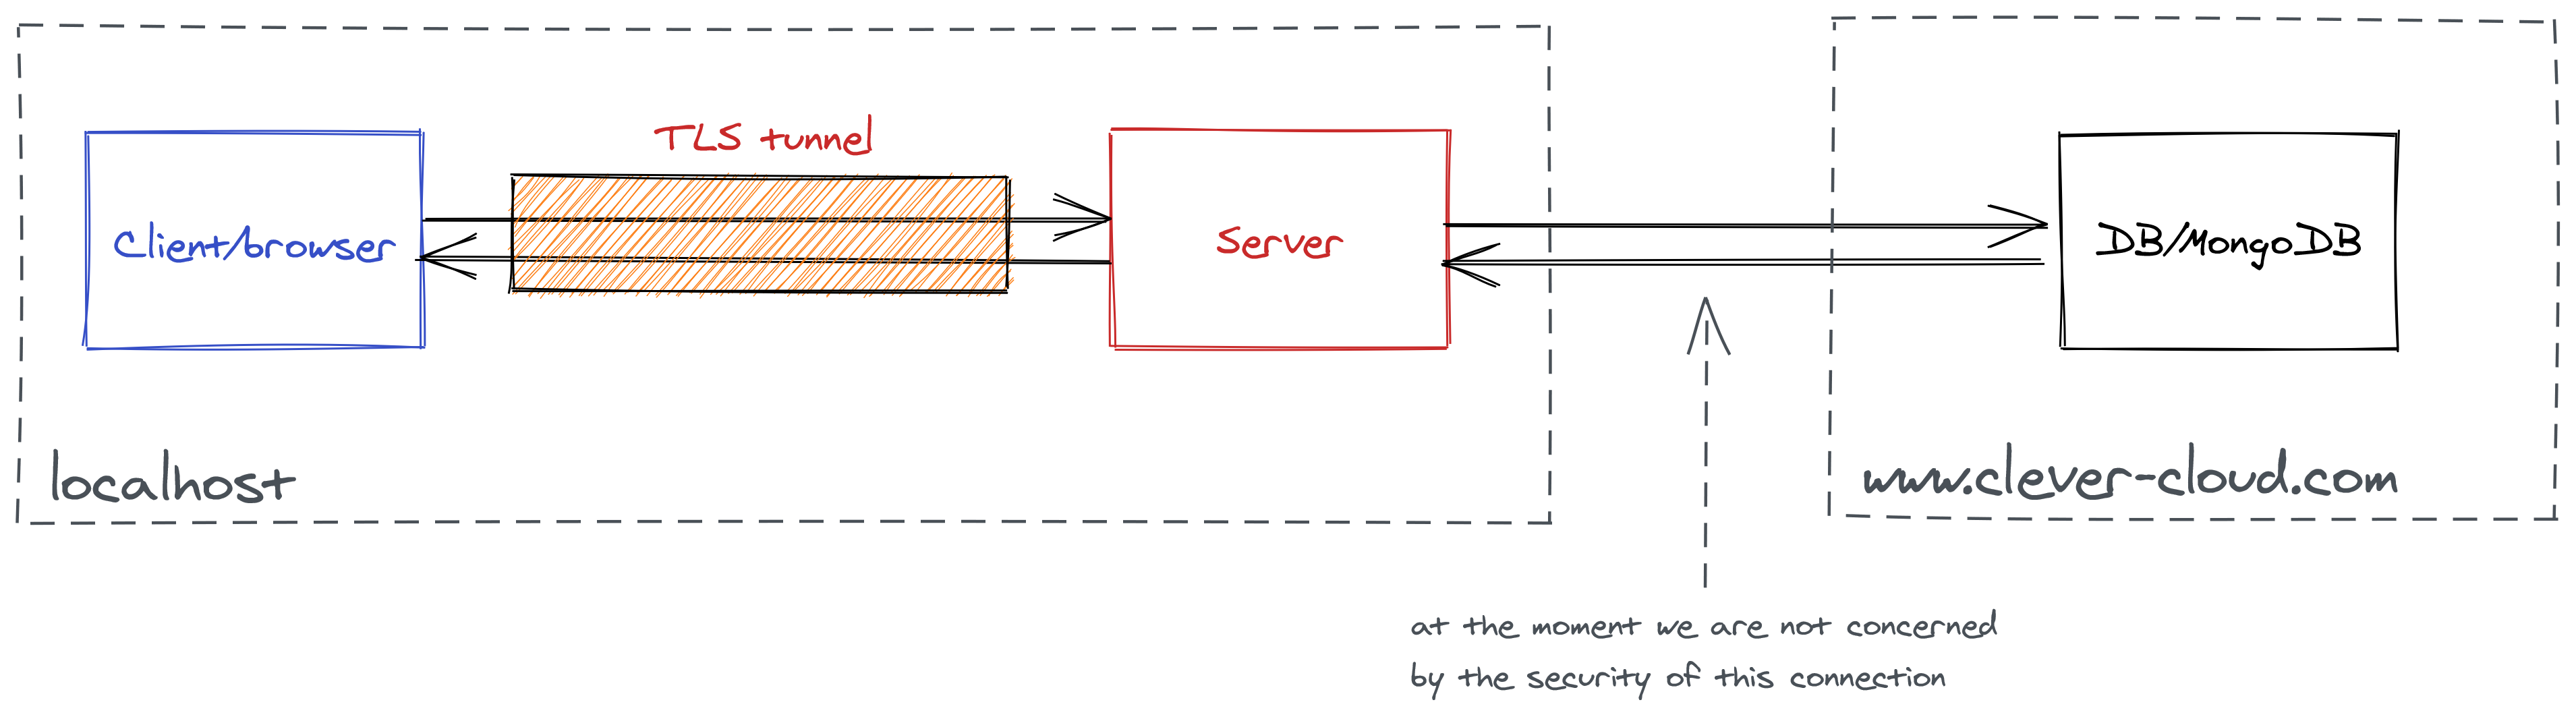 TLS tunnel
Client/browser
Server
DB/MongoDB
localhost
www.clever-cloud.com
at the moment we are not concerned
by the security of this connection